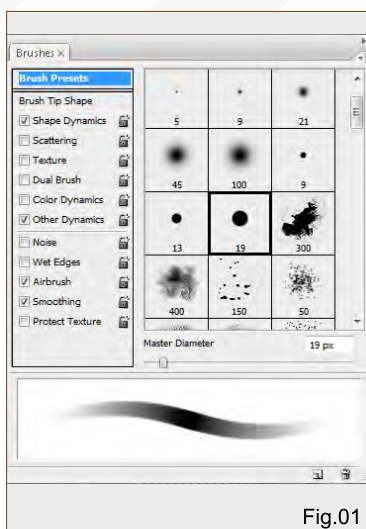 Brushes ×
Brush Presets
Brush Tip Shape
Shape Dynamics
Scattering
Texture
Dual Brush
Color Dynamics
Other Dynamics
Noise
Wet Edges
Airbrush
Smoothing
Protect Texture
5 9 21
45 100 9
13 19 300
400 150 50
Master Diameter 19 px
Fig.01